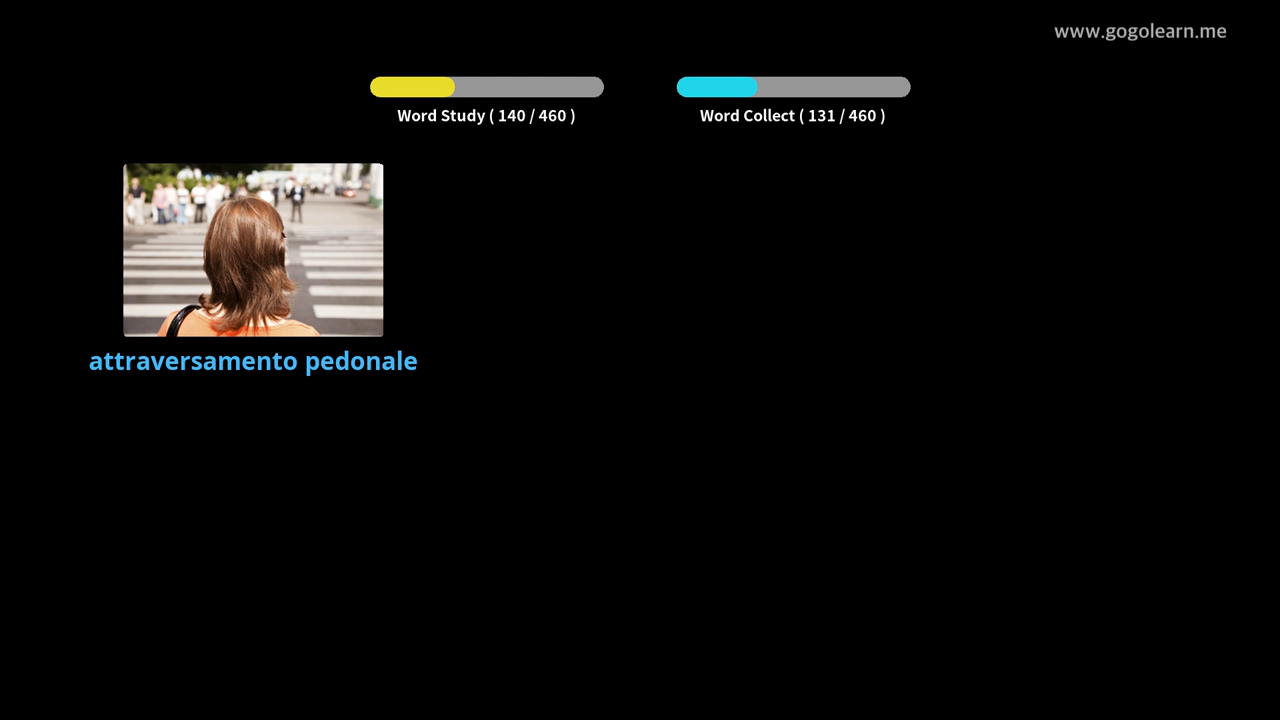 www.gogolearn.me
Word Study ( 140 / 460 )
Word Collect ( 131 / 460 )
attraversamento pedonale